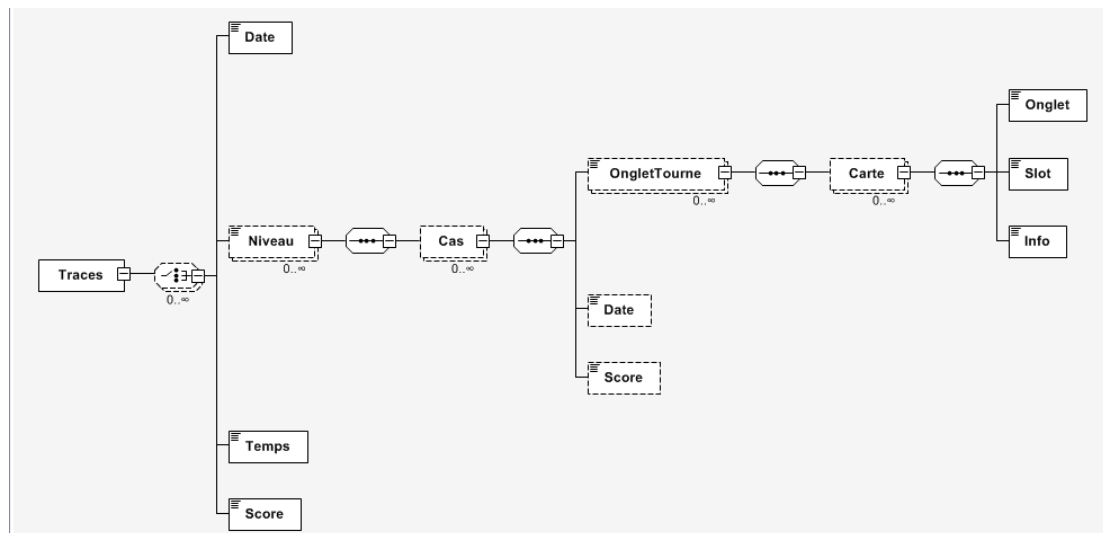 Date
Onglet
OngletTourne
Carte
Slot
0..∞
0..∞
Niveau
Cas
Info
0..∞
0..∞
Traces
0..∞
Date
Score
Temps
Score